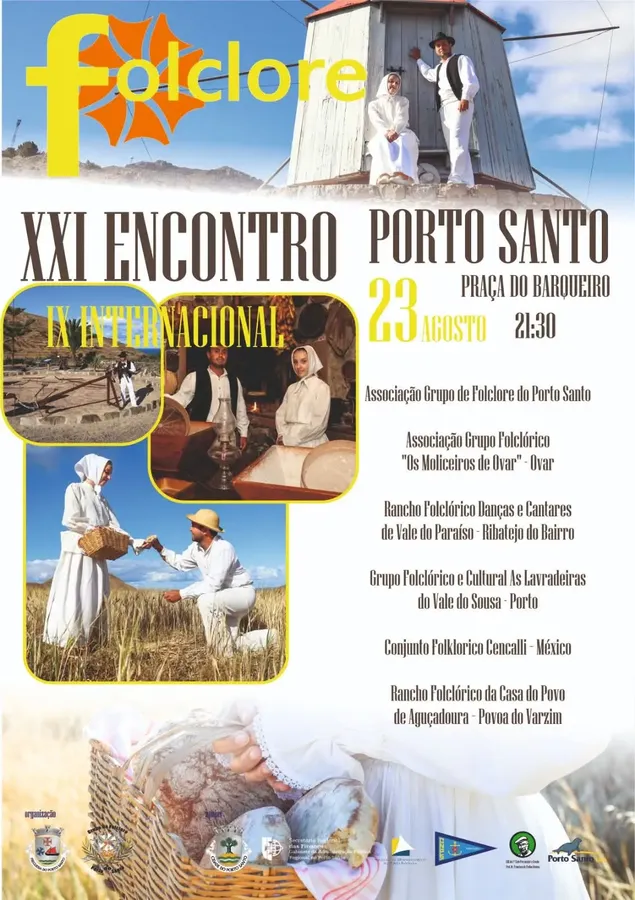 folclore
XXI ENCONTRO
IX INTERNACIONAL
PORTO SANTO
PRAÇA DO BARQUEIRO
23 AGOSTO 21:30
Associação Grupo de Folclore do Porto Santo
Associação Grupo Folclórico
"Os Moliceiros de Ovar" - Ovar
Rancho Folclórico Danças e Cantares
de Vale do Paraíso - Ribatejo do Bairro
Grupo Folclórico e Cultural As Lavradeiras
do Vale do Sousa - Porto
Conjunto Folklorico Cencalli - México
Rancho Folclórico da Casa do Povo
de Aguçadoura - Povoa do Varzim
organização
Porto Santo